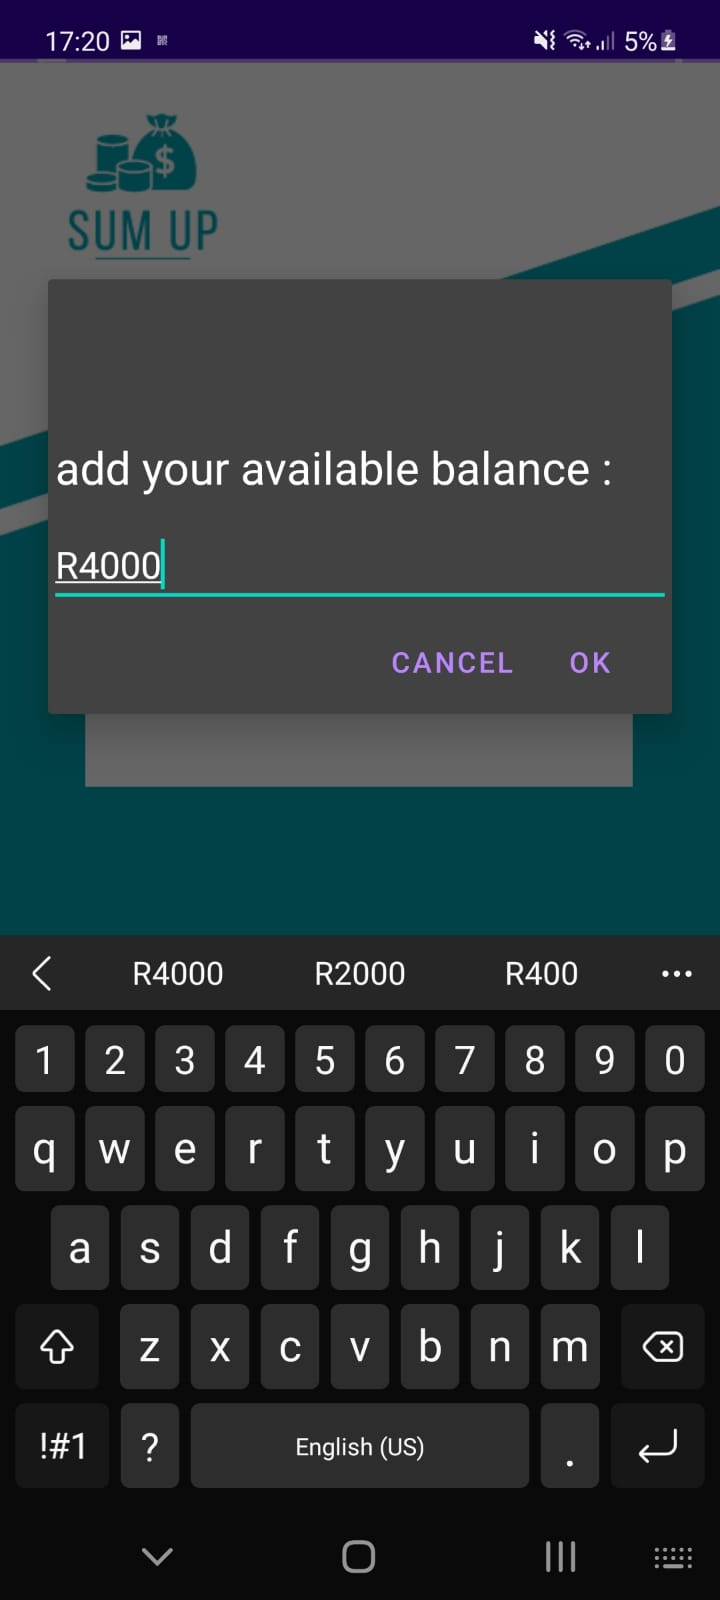 17:20 5%
$
SUM UP
add your available balance :
R4000
CANCEL OK
R4000 R2000 R400 ...
1 2 3 4 5 6 7 8 9 0
q w e r t y u i o p
a s d f g h j k l
z x c v b n m
!#1 ? English (US) .